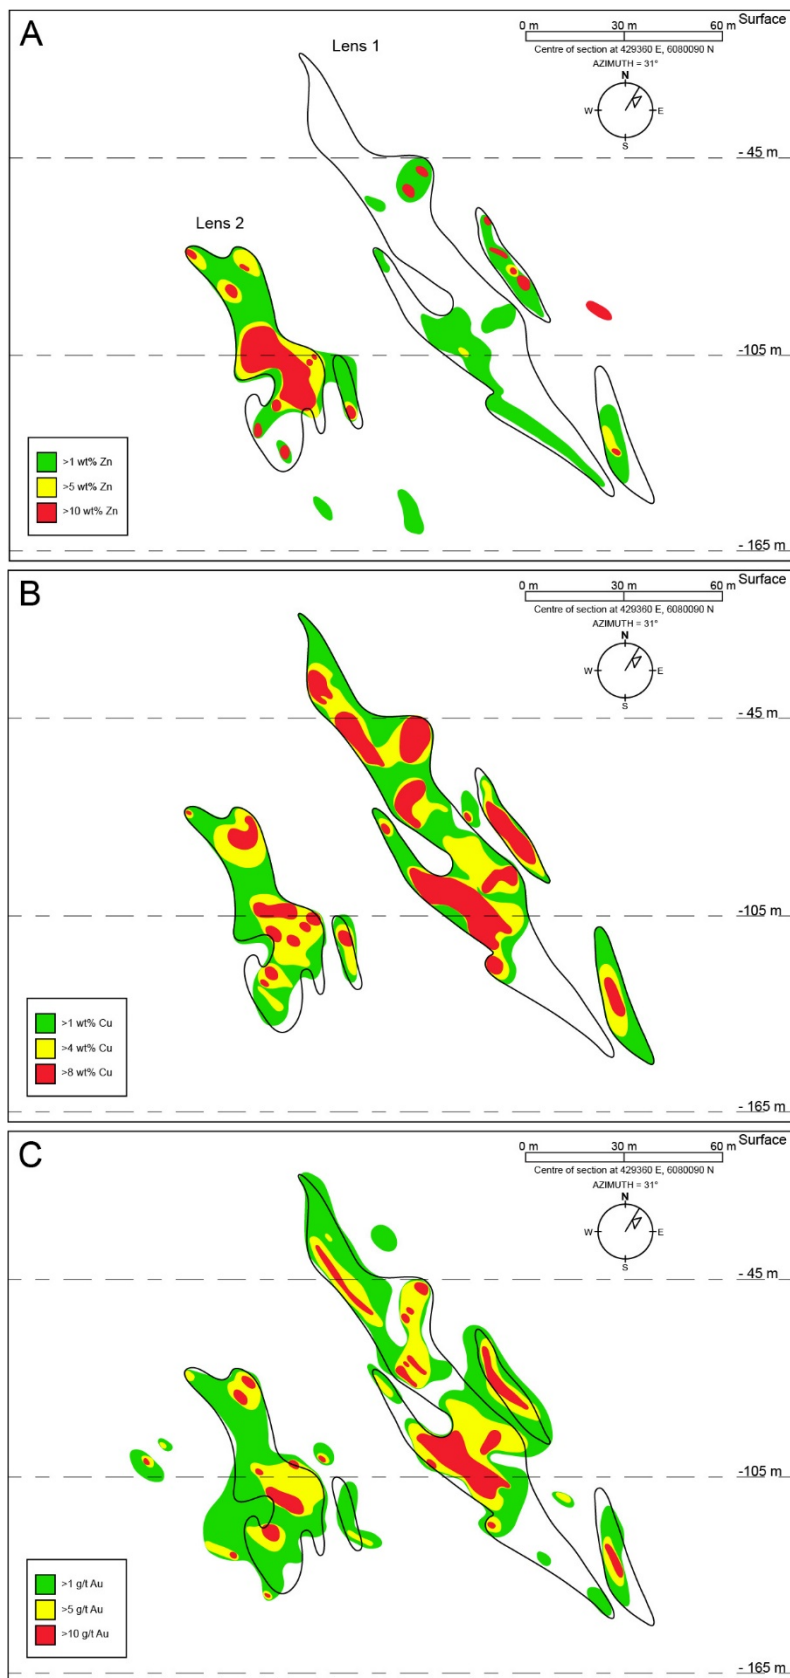 A
Lens 1
0 m 30 m 60 m Surface
Centre of section at 429360 E, 6080090 N
AZIMUTH = 31°
N
W E
S
- 45 m
Lens 2
-105 m
>1 wt% Zn
>5 wt% Zn
>10 wt% Zn
- 165 m
B
0 m 30 m 60 m Surface
Centre of section at 429360 E, 6080090 N
AZIMUTH = 31°
N
W E
S
- 45 m
-105 m
>1 wt% Cu
>4 wt% Cu
>8 wt% Cu
- 165 m
C
0 m 30 m 60 m Surface
Centre of section at 429360 E, 6080090 N
AZIMUTH = 31°
N
W E
S
- 45 m
-105 m
>1 g/t Au
>5 g/t Au
>10 g/t Au
- 165 m